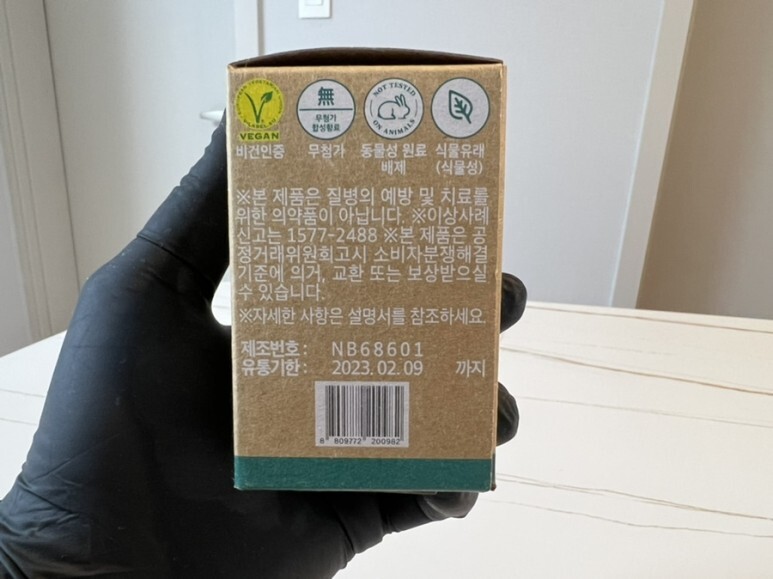 LABEL.EU
VEGAN
비건인증
無
무첨가
합성향료
무첨가
NOT TESTED
ON ANIMALS
동물성 원료
배제
식물유래
(식물성)
※본 제품은 질병의 예방 및 치료를
위한 의약품이 아닙니다. ※이상사례
신고는 1577-2488 ※본 제품은 공
정거래위원회고시 소비자분쟁해결
기준에 의거, 교환 또는 보상받으실
수 있습니다.
※자세한 사항은 설명서를 참조하세요.
제조번호: NB68601
유통기한: 2023.02.09 까지
8 809772 200982